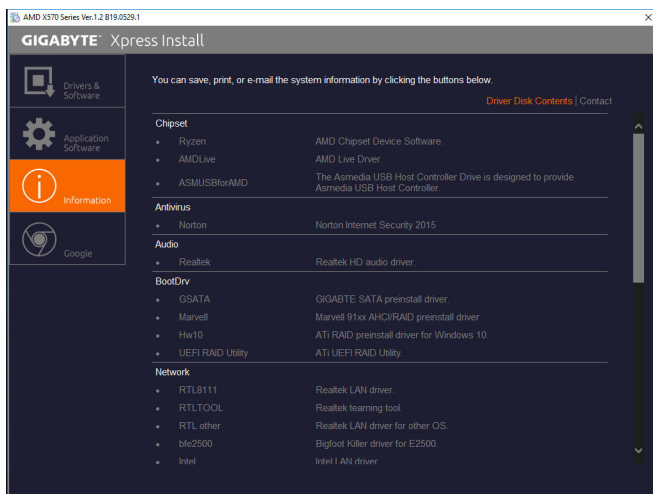 AMD X570 Series Ver.1.2 B19.0529.1
GIGABYTE™ Xpress Install
Drivers &
Software
Application
Software
Information
Google
You can save, print, or e-mail the system information by clicking the buttons below.
Driver Disk Contents | Contact
Chipset
• Ryzen AMD Chipset Device Software.
• AMDLive AMD Live Drver.
• ASMUSBforAMD The Asmedia USB Host Controller Drive is designed to provide
Asmedia USB Host Controller.
Antivirus
• Norton Norton Internet Security 2015
Audio
• Realtek Realtek HD audio driver.
BootDrv
• GSATA GIGABTE SATA preinstall driver.
• Marvell Marvell 91xx AHCI/RAID preinstall driver.
• Hw10 ATi RAID preinstall driver for Windows 10.
• UEFI RAID Utility ATi UEFI RAID Utility.
Network
• RTL8111 Realtek LAN driver.
• RTLTOOL Realtek teaming tool.
• RTL other Realtek LAN driver for other OS.
• bfe2500 Bigfoot Killer driver for E2500.
• Intel Intel LAN driver